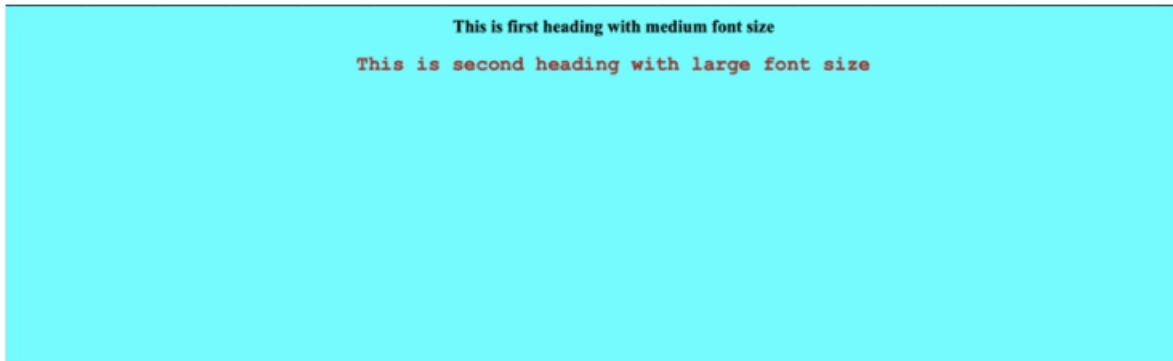 This is first heading with medium font size
This is second heading with large font size